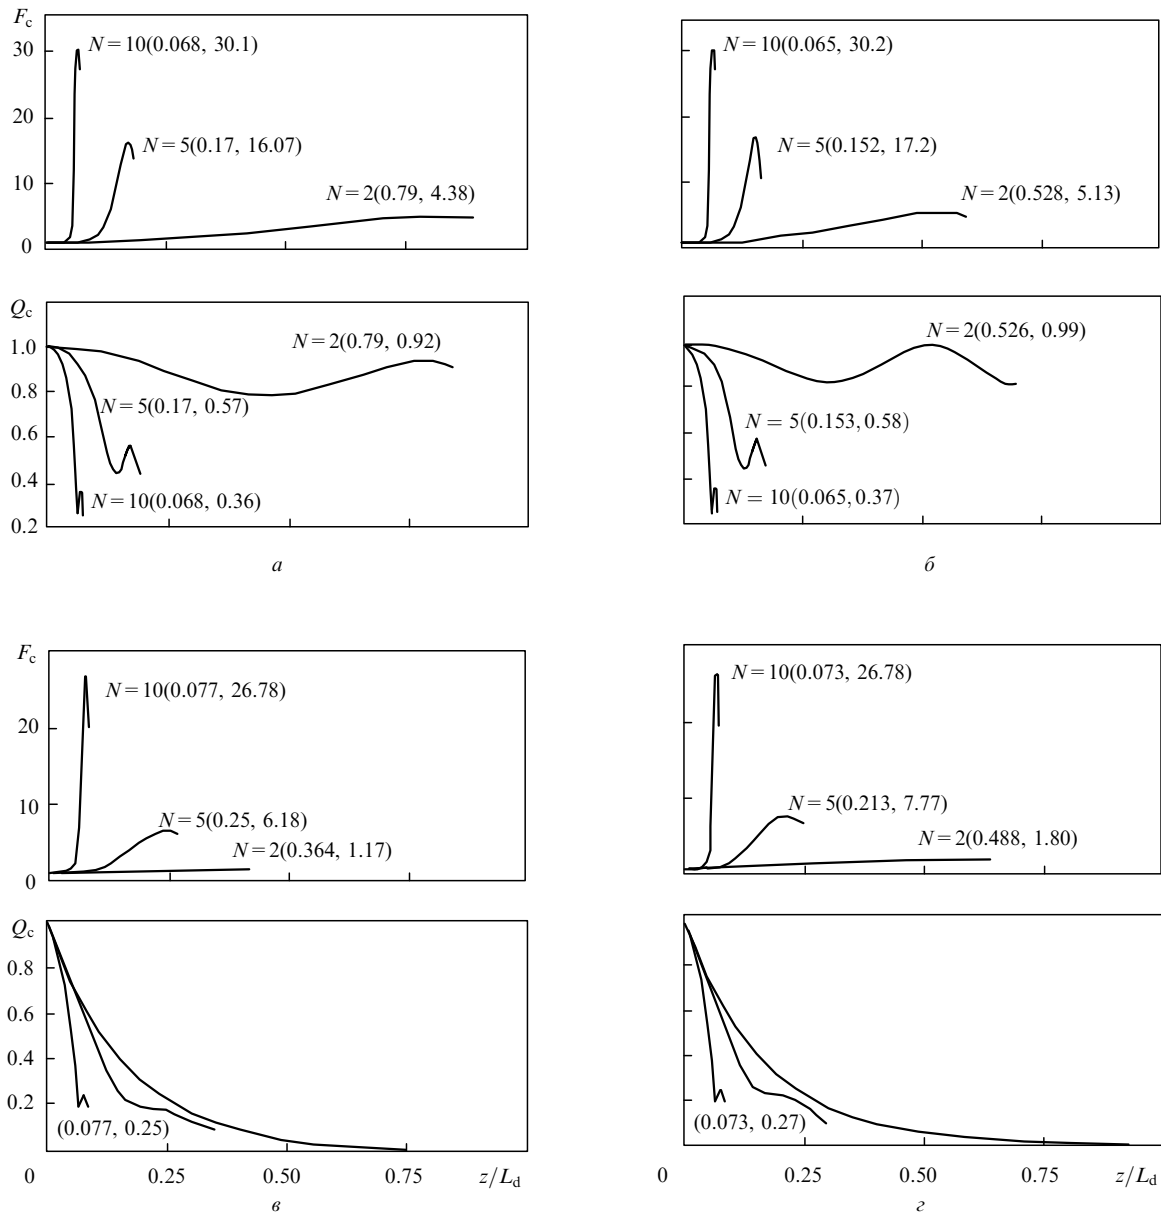 F_c
30
20
10
0
N = 10(0.068, 30.1)
N = 5(0.17, 16.07)
N = 2(0.79, 4.38)
N = 10(0.065, 30.2)
N = 5(0.152, 17.2)
N = 2(0.528, 5.13)
Q_c
1.0
0.8
0.6
0.4
0.2
N = 2(0.79, 0.92)
N = 5(0.17, 0.57)
N = 10(0.068, 0.36)
а
N = 2(0.526, 0.99)
N = 5(0.153, 0.58)
N = 10(0.065, 0.37)
б
F_c
20
10
0
N = 10(0.077, 26.78)
N = 5(0.25, 6.18)
N = 2(0.364, 1.17)
N = 10(0.073, 26.78)
N = 5(0.213, 7.77)
N = 2(0.488, 1.80)
Q_c
0.8
0.6
0.4
0.2
(0.077, 0.25)
0 0.25 0.50 0.75 z/L_d
в
(0.073, 0.27)
0 0.25 0.50 0.75 z/L_d
г